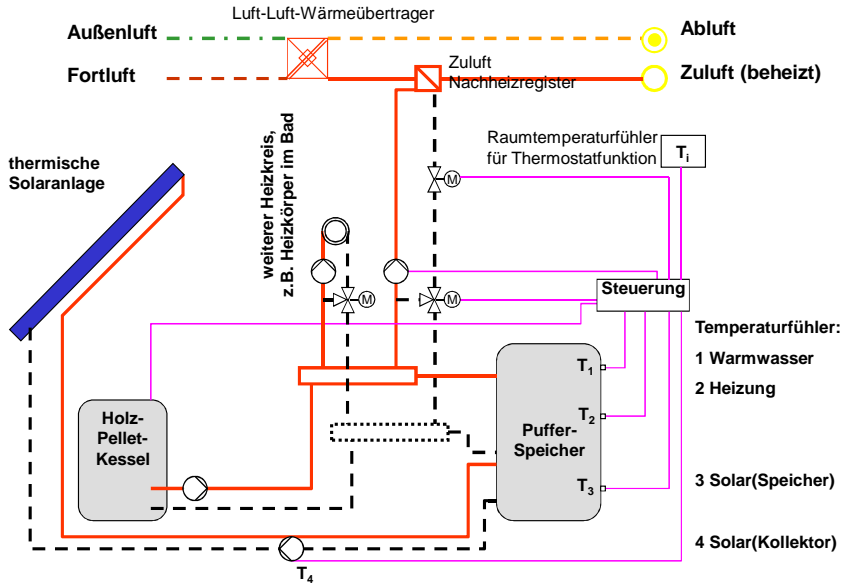 Luft-Luft-Wärmeübertrager
Außenluft
Abluft
Fortluft
Zuluft
Nachheizregister
Zuluft (beheizt)
thermische
Solaranlage
weiterer Heizkreis,
z.B. Heizkörper im Bad
Raumtemperaturfühler
für Thermostatfunktion
Ti
M
M
M
Steuerung
Temperaturfühler:
1 Warmwasser
2 Heizung
3 Solar(Speicher)
4 Solar(Kollektor)
Holz-
Pellet-
Kessel
Puffer-
Speicher
T1
T2
T3
T4